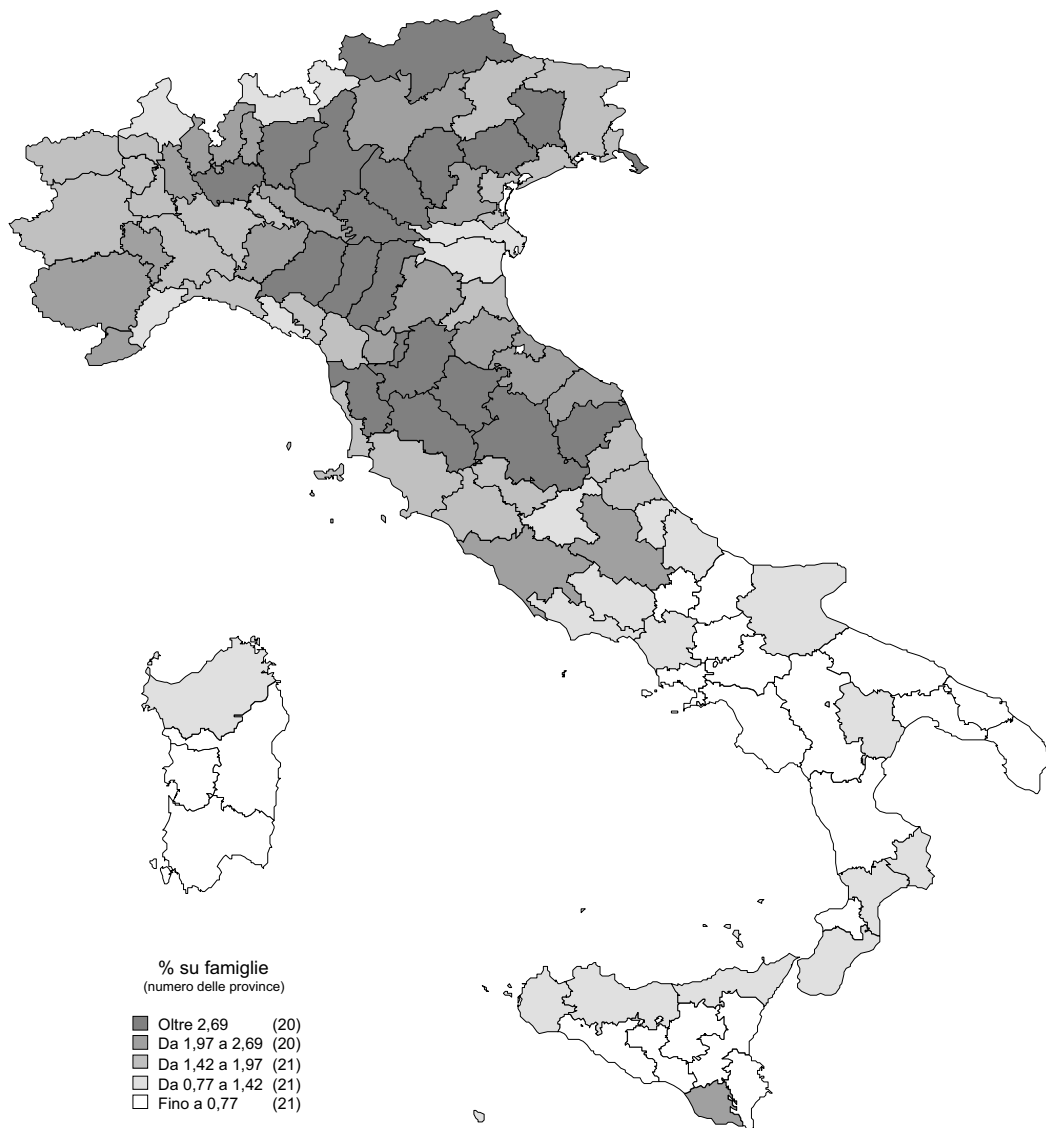 % su famiglie
(numero delle province)
Oltre 2,69 (20)
Da 1,97 a 2,69 (20)
Da 1,42 a 1,97 (21)
Da 0,77 a 1,42 (21)
Fino a 0,77 (21)